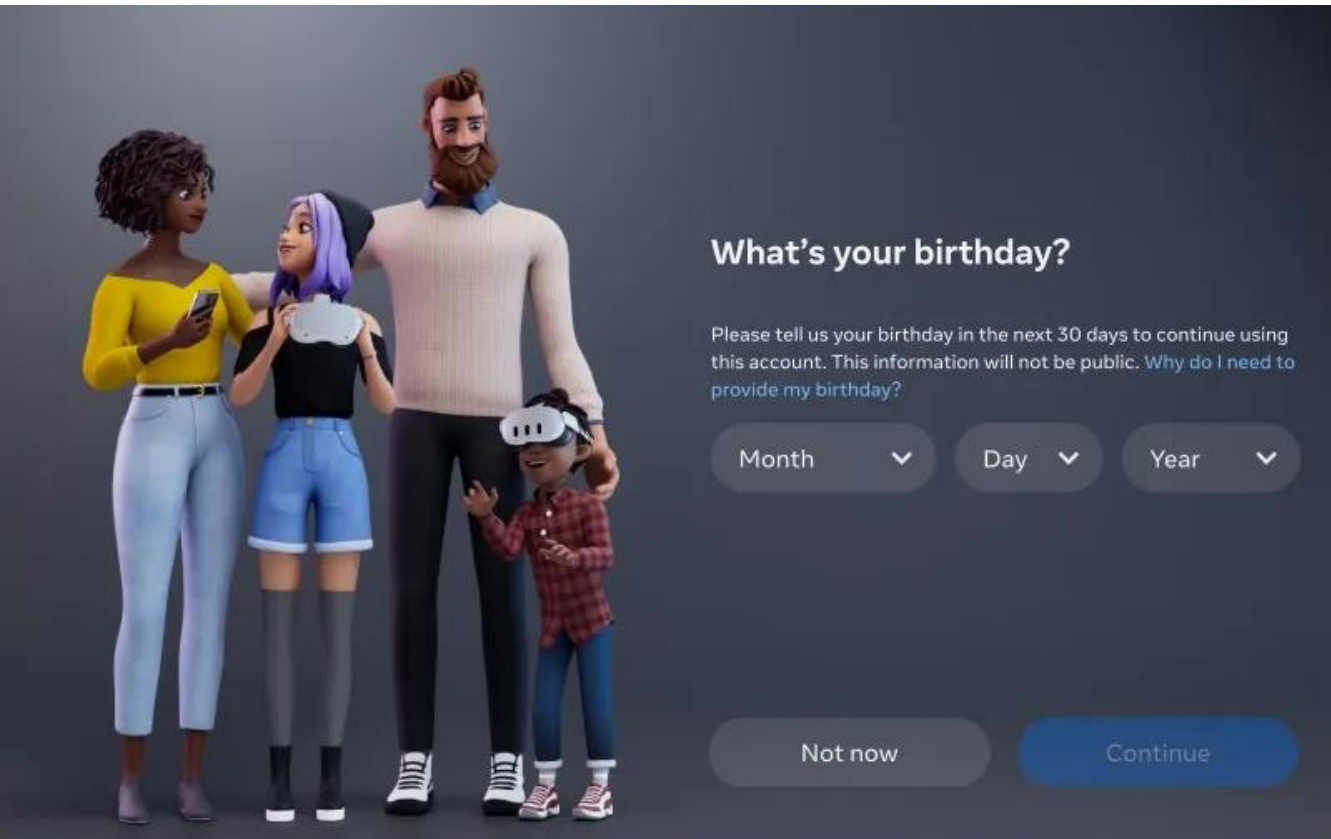 What’s your birthday?
Please tell us your birthday in the next 30 days to continue using
this account. This information will not be public. Why do I need to
provide my birthday?
Month Day Year
Not now Continue